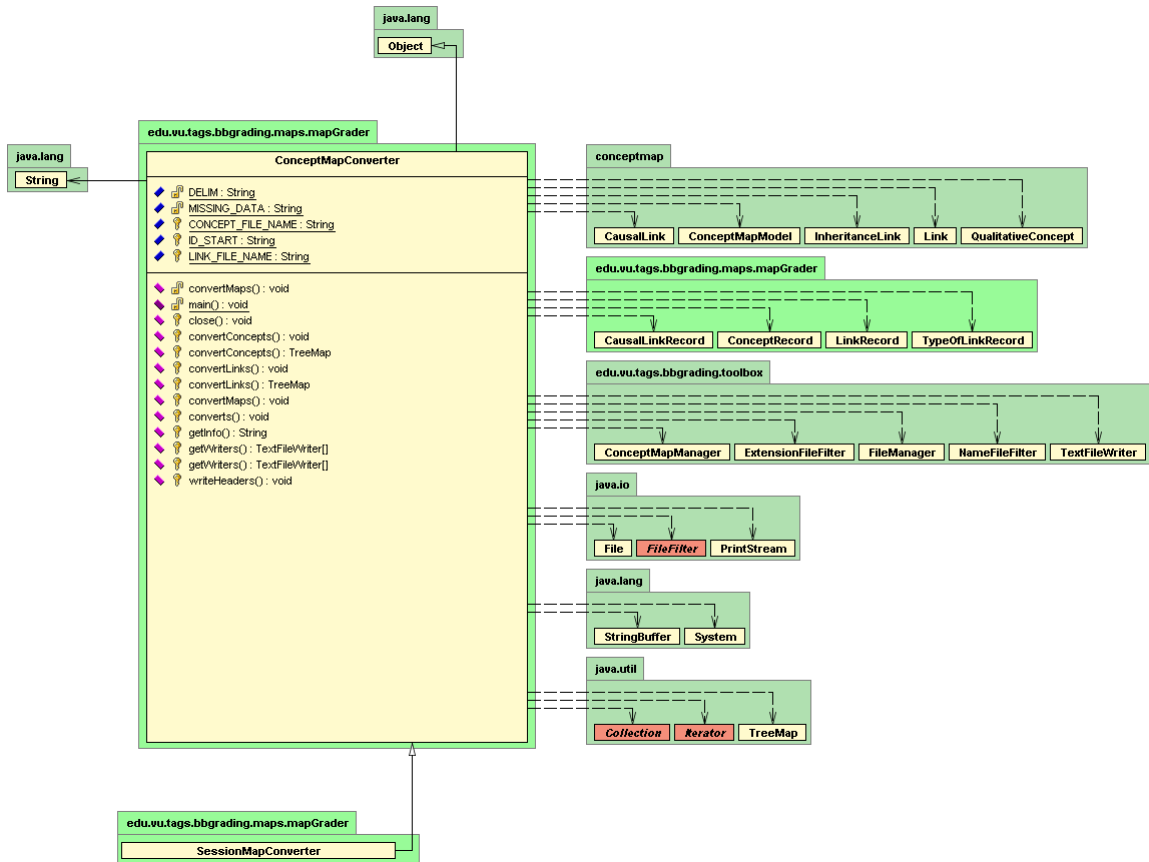 java.lang
Object
edu.vu.tags.bbgrading.maps.mapGrader
ConceptMapConverter
java.lang
String
DELIM : String
MISSING_DATA : String
CONCEPT_FILE_NAME : String
ID_START : String
LINK_FILE_NAME : String
convertMaps() : void
main() : void
close() : void
convertConcepts() : void
convertConcepts() : TreeMap
convertLinks() : void
convertLinks() : TreeMap
convertMaps() : void
converts() : void
getInfo() : String
getWriters() : TextFileWriter[]
getWriters() : TextFileWriter[]
writeHeaders() : void
conceptmap
CausalLink ConceptMapModel InheritanceLink Link QualitativeConcept
edu.vu.tags.bbgrading.maps.mapGrader
CausalLinkRecord ConceptRecord LinkRecord TypeOfLinkRecord
edu.vu.tags.bbgrading.toolbox
ConceptMapManager ExtensionFileFilter FileManager NameFileFilter TextFileWriter
java.io
File FileFilter PrintStream
java.lang
StringBuffer System
java.util
Collection Iterator TreeMap
edu.vu.tags.bbgrading.maps.mapGrader
SessionMapConverter